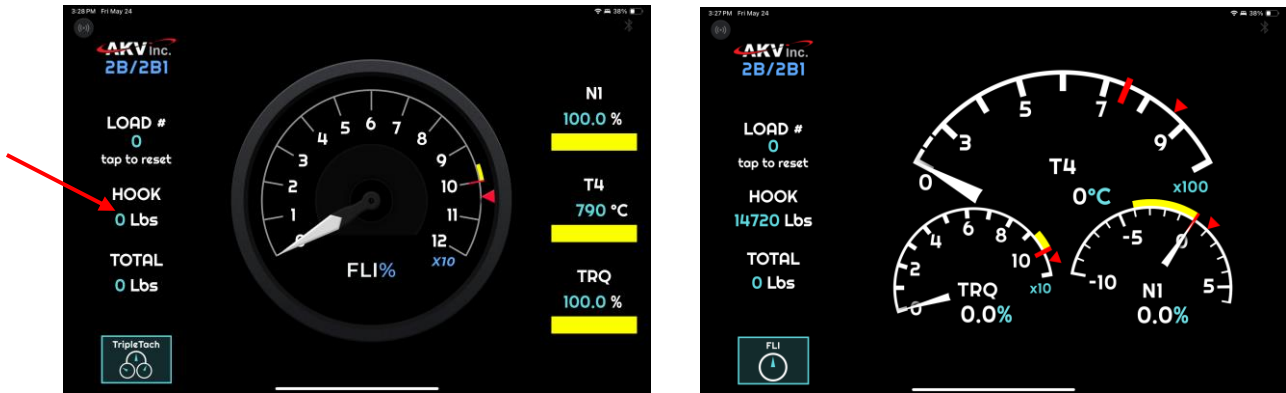 3:28 PM Fri May 24
38%
AKV inc.
2B/2B1
LOAD #
0
tap to reset
HOOK
0 Lbs
TOTAL
0 Lbs
TripleTach
0
1
2
3
4
5
6
7
8
9
10
11
12
X10
FLI%
N1
100.0 %
T4
790 °C
TRQ
100.0 %
3:27 PM Fri May 24
38%
AKV inc.
2B/2B1
LOAD #
0
tap to reset
HOOK
14720 Lbs
TOTAL
0 Lbs
FLI
0
3
5
7
9
x100
T4
0°C
0
2
4
6
8
10
x10
TRQ
0.0%
-10
-5
0
5
N1
0.0%